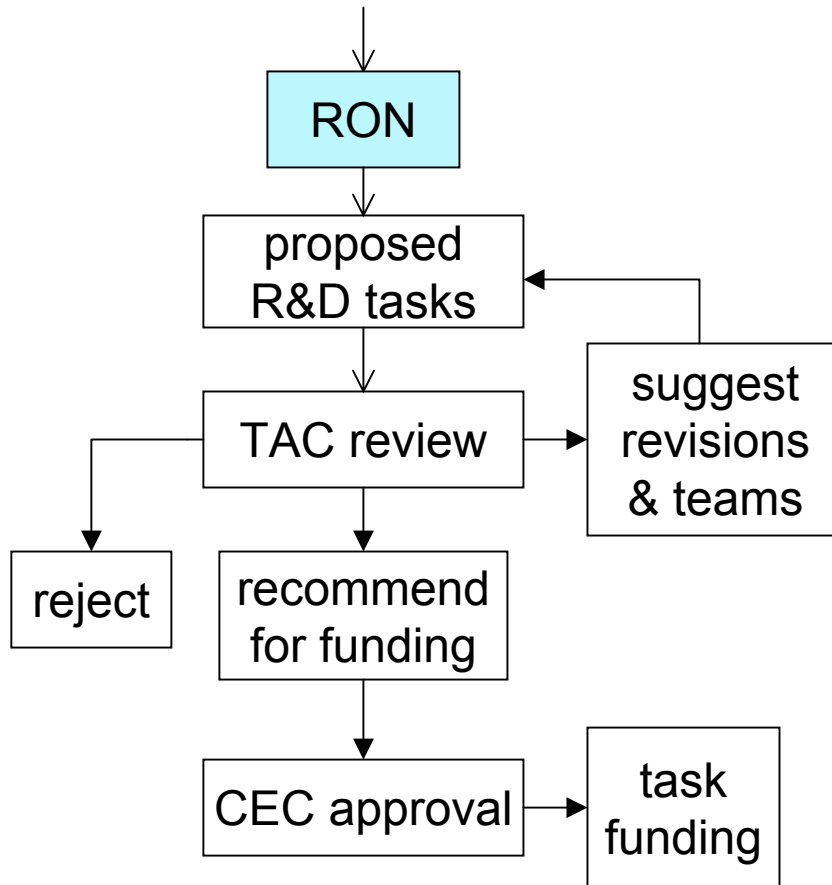 RON
proposed
R&D tasks
TAC review
suggest
revisions
& teams
reject
recommend
for funding
CEC approval
task
funding